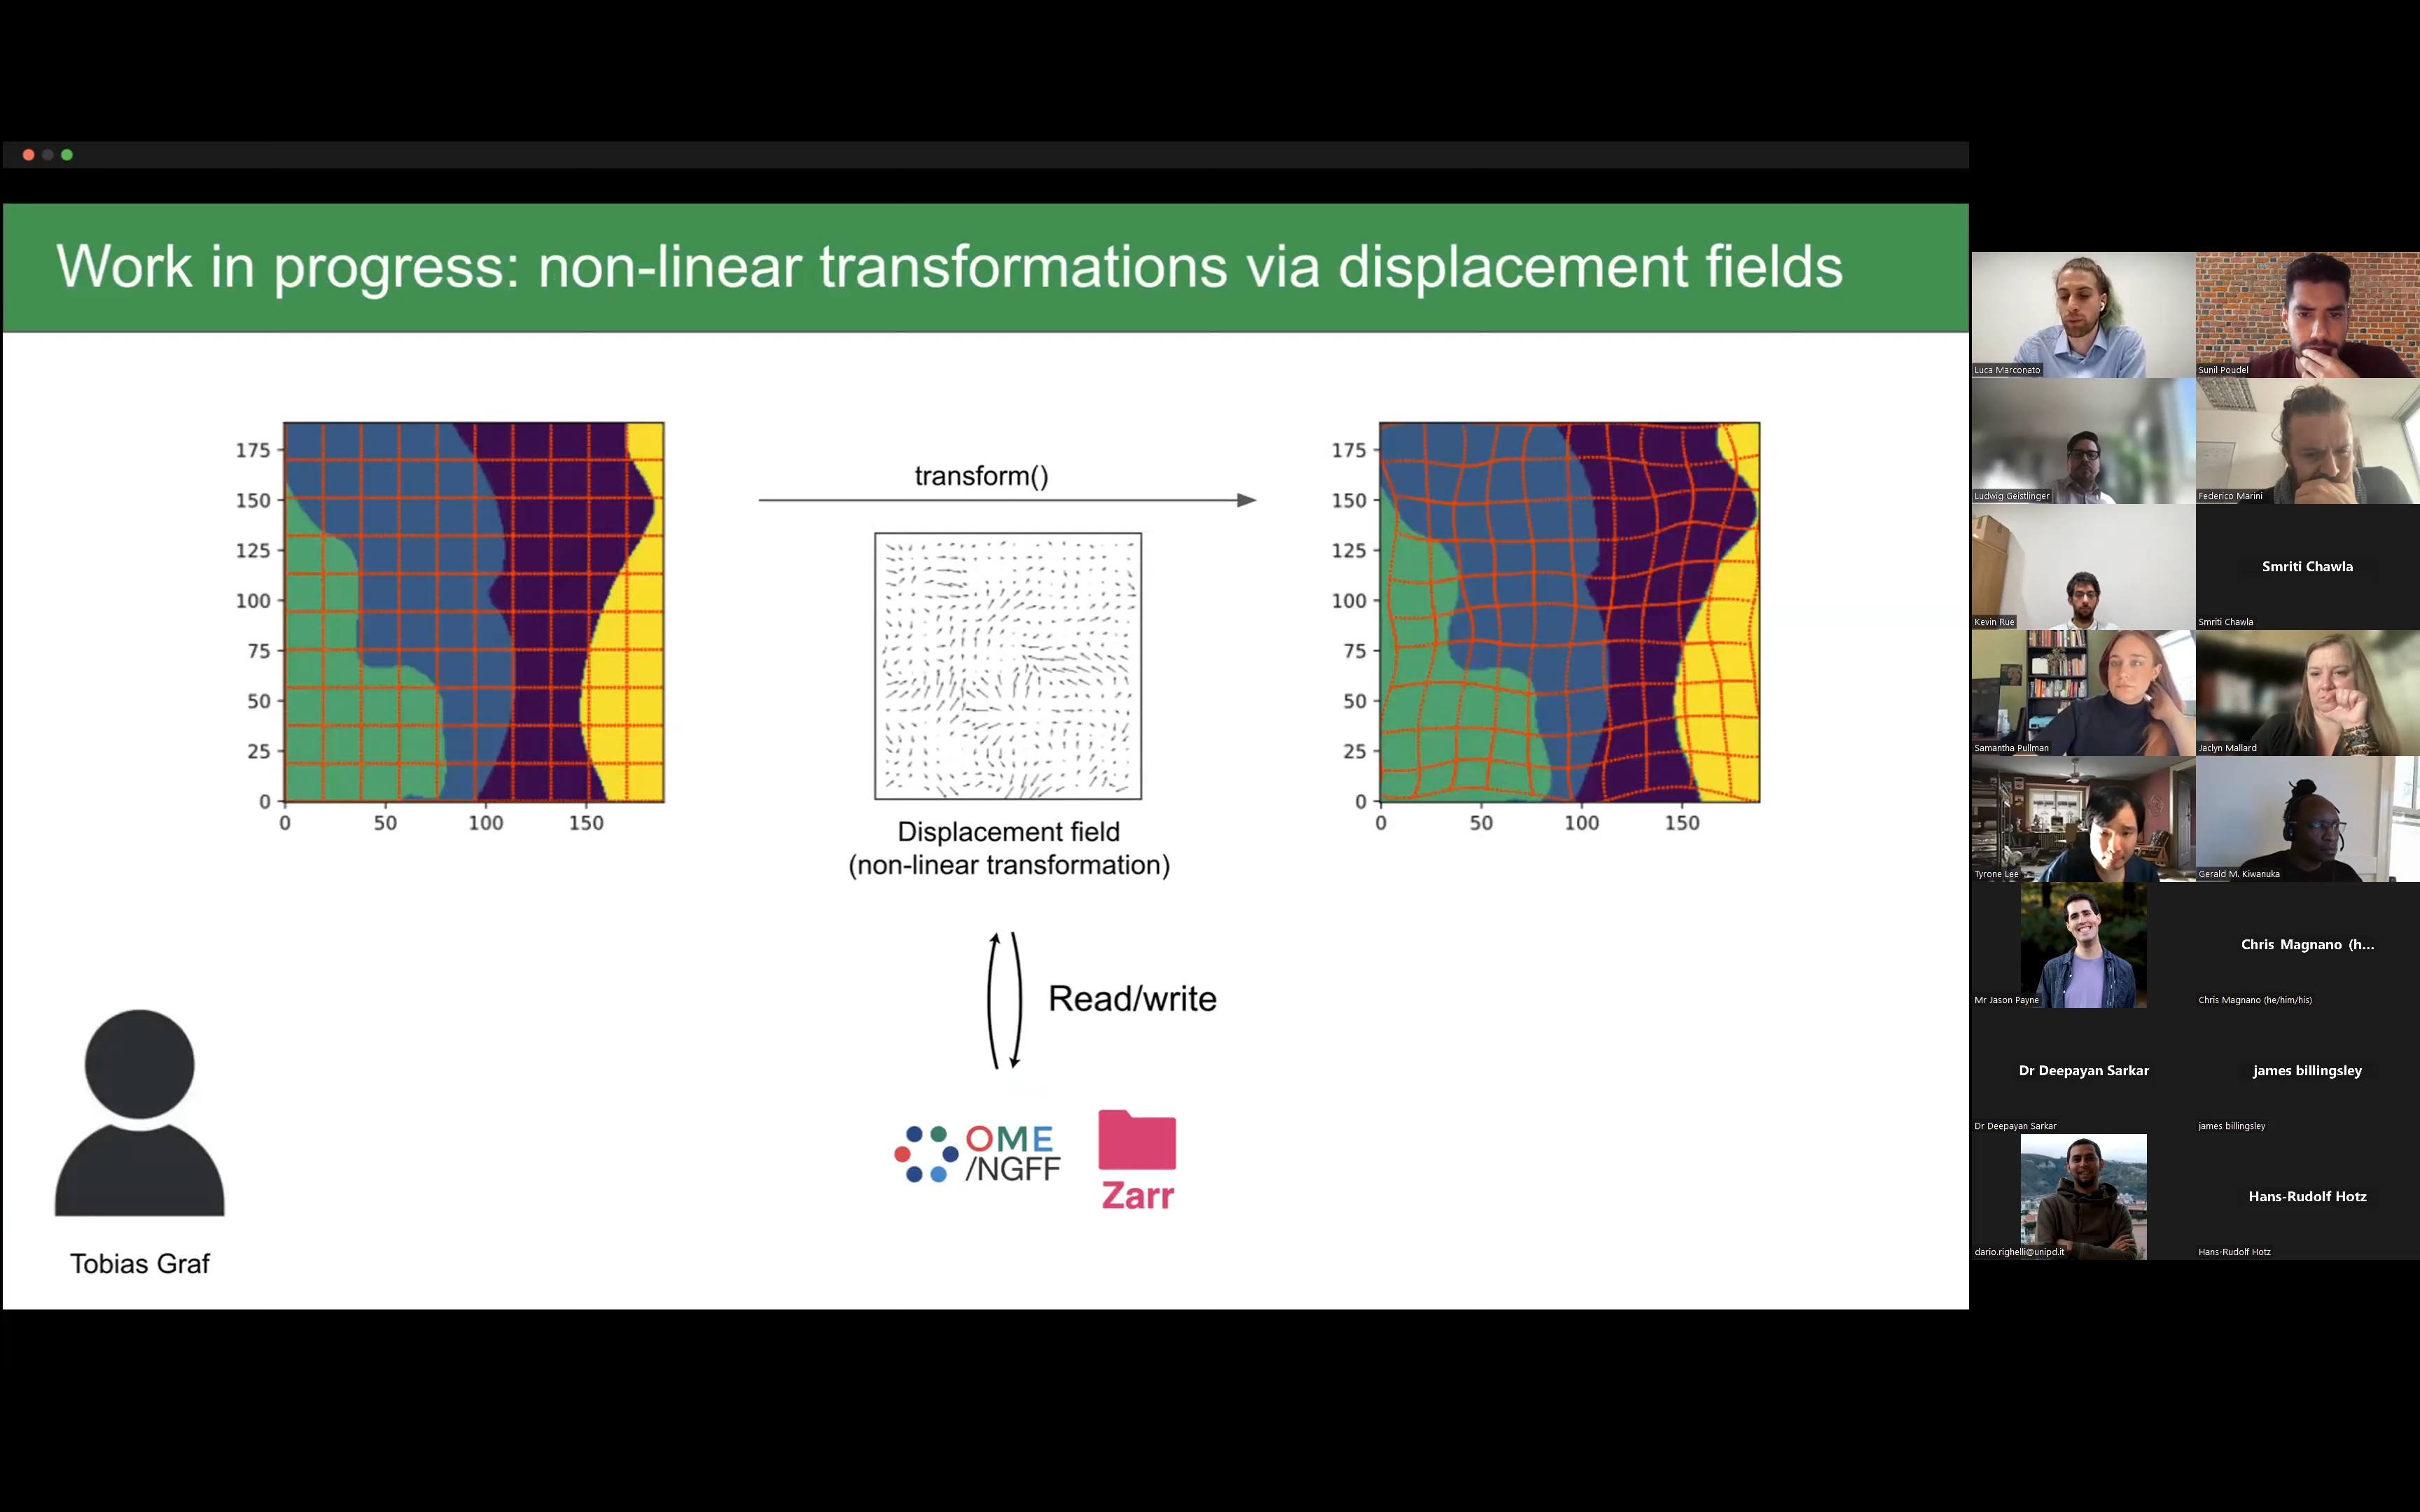 Work in progress: non-linear transformations via displacement fields
175
150
125
100
75
50
25
0
0 50 100 150
transform()
Displacement field
(non-linear transformation)
Read/write
OME
/NGFF
Zarr
175
150
125
100
75
50
25
0
0 50 100 150
Tobias Graf
Luca Marconato
Sunil Poudel
Ludwig Geistlinger
Federico Marini
Kevin Rue
Smriti Chawla
Smriti Chawla
Samantha Pullman
Jaclyn Mallard
Tyrone Lee
Gerald M. Kiwanuka
Mr Jason Payne
Chris Magnano (h...
Chris Magnano (he/him/his)
Dr Deepayan Sarkar
Dr Deepayan Sarkar
james billingsley
james billingsley
dario.righelli@unipd.it
Hans-Rudolf Hotz
Hans-Rudolf Hotz